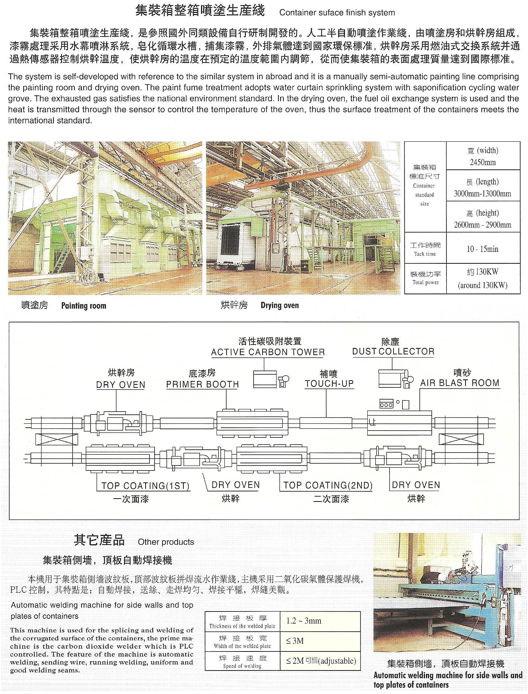 集裝箱整箱噴塗生産綫 Container suface finish system
集裝箱整箱噴塗生産綫，是參照國外類似設備自行研制開發的。人工半自動噴塗作業綫，由噴塗房和烘幹房組成，
漆霧處理采用水幕噴淋系統，皂化循環水槽，捕集漆霧，外排氣體達到國家環保標准，烘幹房采用燃油式交换系統并通
過熱傳感器控制烘幹温度，使烘幹房的温度在預定的温度範圍内調節，從而使集裝箱的表面處理質量達到國際標准。
The system is self-developed with reference to the similar system in abroad and it is a manually semi-automatic painting line comprising
the painting room and drying oven. The paint fume treatment adopts water curtain sprinkling system with saponification cycling water
grove. The exhausted gas satisfies the national environment standard. In the drying oven, the fuel oil exchange system is used and the
heat is transmitted through the sensor to control the temperature of the oven, thus the surface treatment of the containers meets the
international standard.
集裝箱
標准尺寸
Container
standard
size
寬 (width)
2450mm
長 (length)
3000mm-13000mm
高 (height)
2600mm - 2900mm
工作時間
Tack time
10 - 15min
裝機功率
Total power
約 130KW
(around 130KW)
噴塗房 Painting room
烘幹房 Drying oven
活性碳吸附裝置
ACTIVE CARBON TOWER
除塵
DUST COLLECTOR
烘幹房
DRY OVEN
底漆房
PRIMER BOOTH
補噴
TOUCH-UP
噴砂
AIR BLAST ROOM
TOP COATING(1ST)
一次面漆
DRY OVEN
烘幹
TOP COATING(2ND)
二次面漆
DRY OVEN
烘幹
其它産品 Other products
集裝箱側墻，頂板自動焊接機
本機用于集裝箱側墻波紋板，頂部波紋板拼焊流水作業綫，主機采用二氧化碳氣體保護焊機，
PLC 控制，其特點是：自動焊接，送絲、走焊均匀、焊接平穩，焊縫美觀。
Automatic welding machine for side walls and top
plates of containers
This machine is used for the splicing and welding of
the corrugated surface of the containers, the prime ma-
chine is the carbon dioxide welder which is PLC
controlled. The feature of the machine is automatic
welding, sending wire, running welding, uniform and
good welding seams.
焊接板厚
Thickness of the welded plate
1.2 ~ 3mm
焊接板寬
Width of the welded plate
≤ 3M
焊接速度
Speed of welding
≤ 2M 可調(adjustable)
集裝箱側墻，頂板自動焊接機
Automatic welding machine for side walls and
top plates of containers